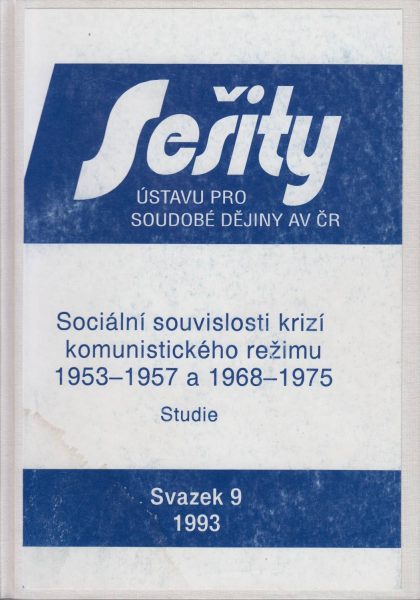 Sešity
ÚSTAVU PRO
SOUDOBÉ DĚJINY AV ČR
Sociální souvislosti krizí
komunistického režimu
1953–1957 a 1968–1975
Studie
Svazek 9
1993